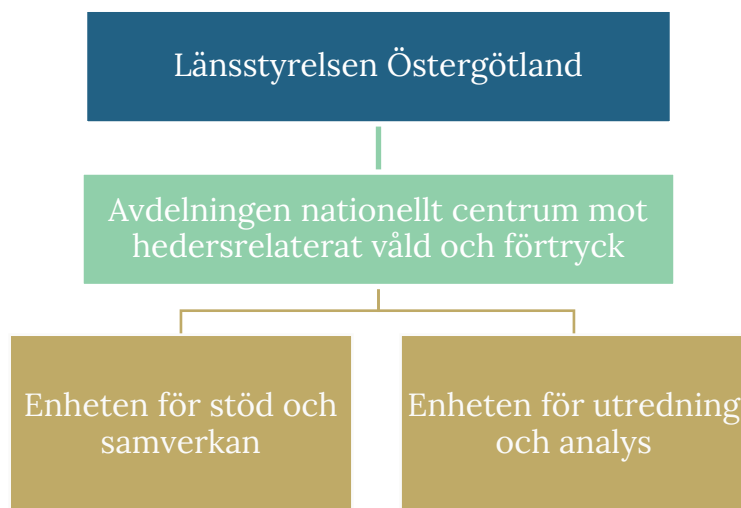 Länsstyrelsen Östergötland
Avdelningen nationellt centrum mot
hedersrelaterat våld och förtryck
Enheten för stöd och
samverkan
Enheten för utredning
och analys